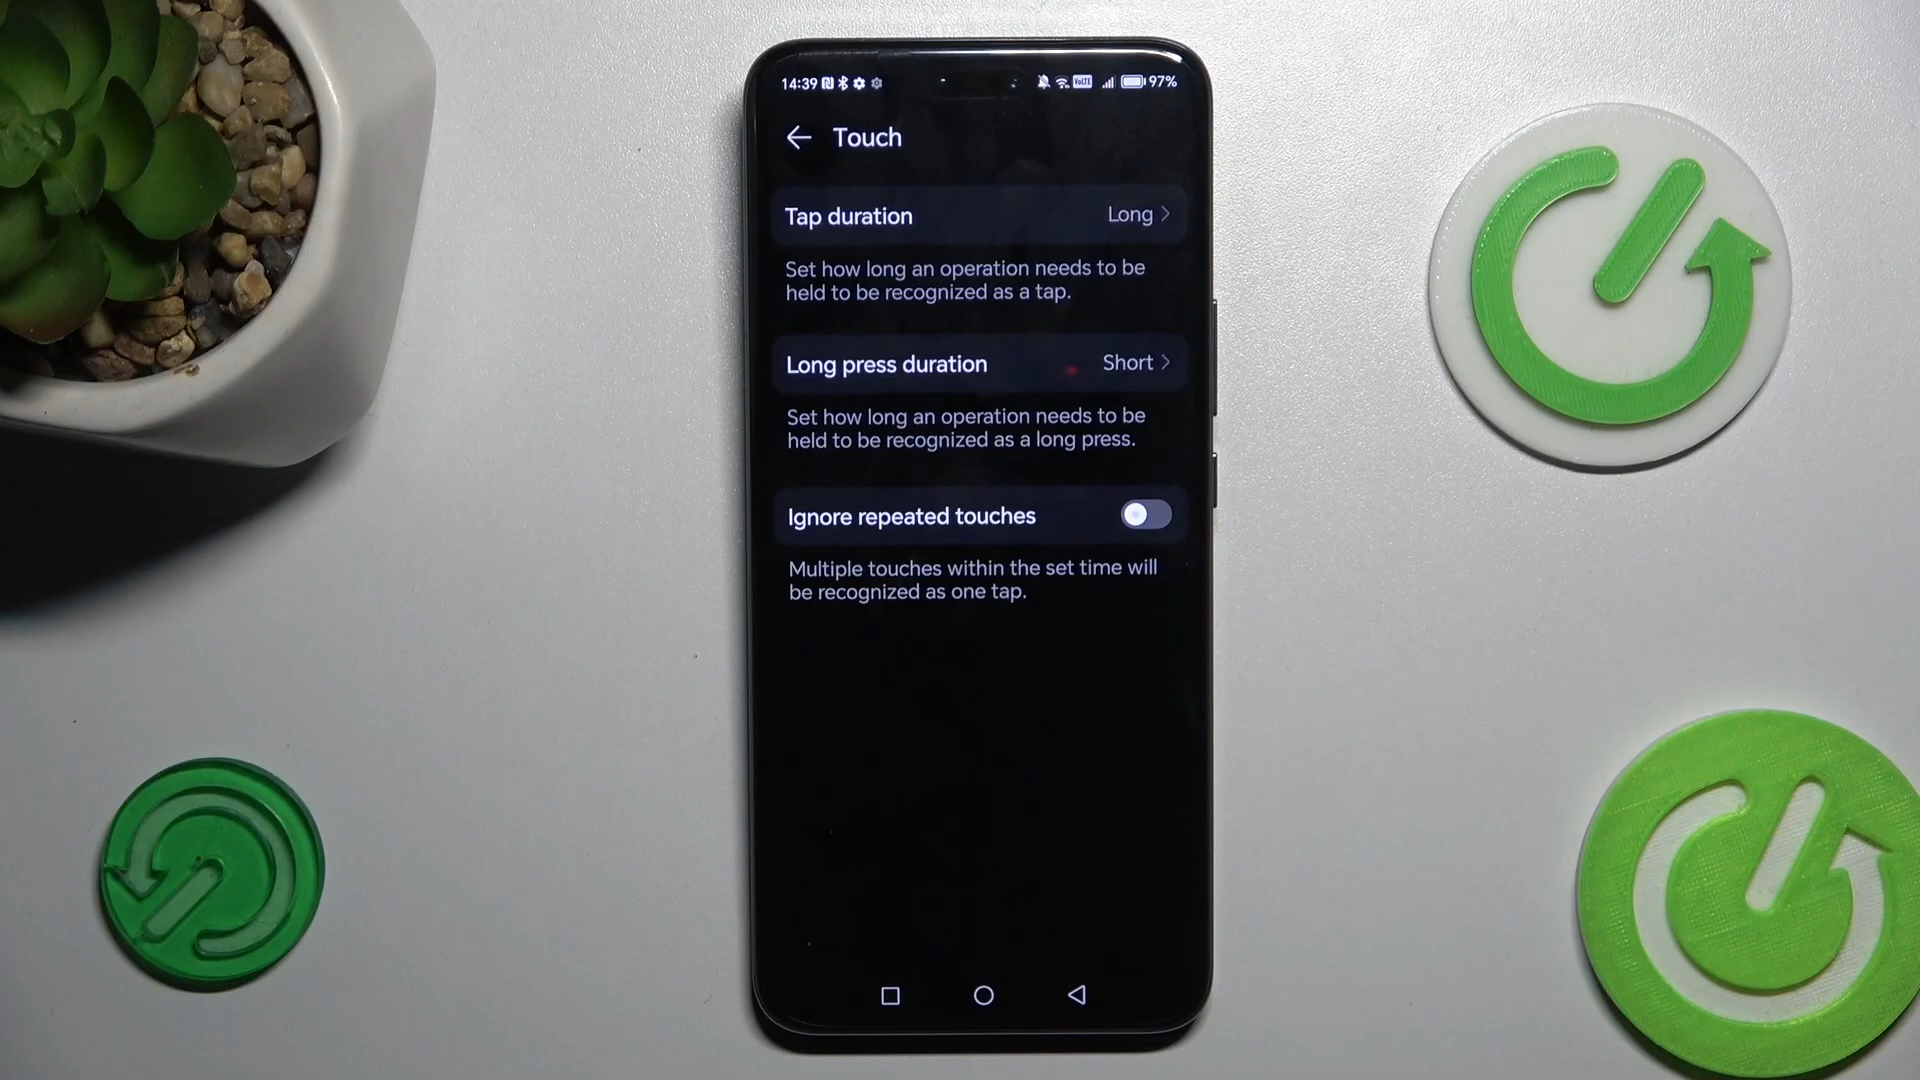 14:39
VoLTE
97%
Touch
Tap duration
Long
Set how long an operation needs to be
held to be recognized as a tap.
Long press duration
Short
Set how long an operation needs to be
held to be recognized as a long press.
Ignore repeated touches
Multiple touches within the set time will
be recognized as one tap.